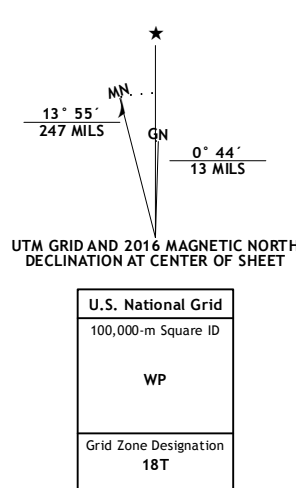 ★
MN
13° 55´
247 MILS
GN
0° 44´
13 MILS
UTM GRID AND 2016 MAGNETIC NORTH
DECLINATION AT CENTER OF SHEET
U.S. National Grid
100,000-m Square ID
WP
Grid Zone Designation
18T